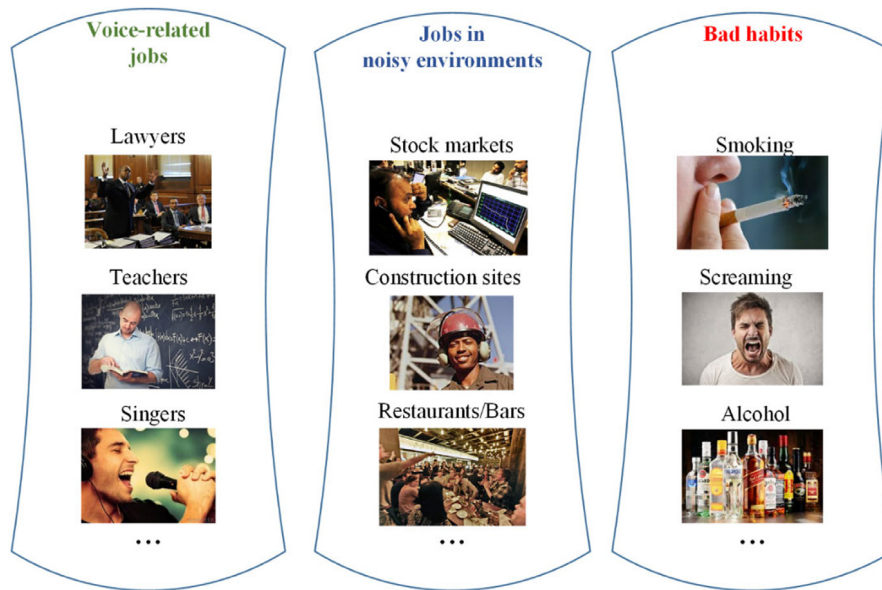 Voice-related
jobs
Lawyers
Teachers
Singers
...
Jobs in
noisy environments
Stock markets
Construction sites
Restaurants/Bars
...
Bad habits
Smoking
Screaming
Alcohol
...